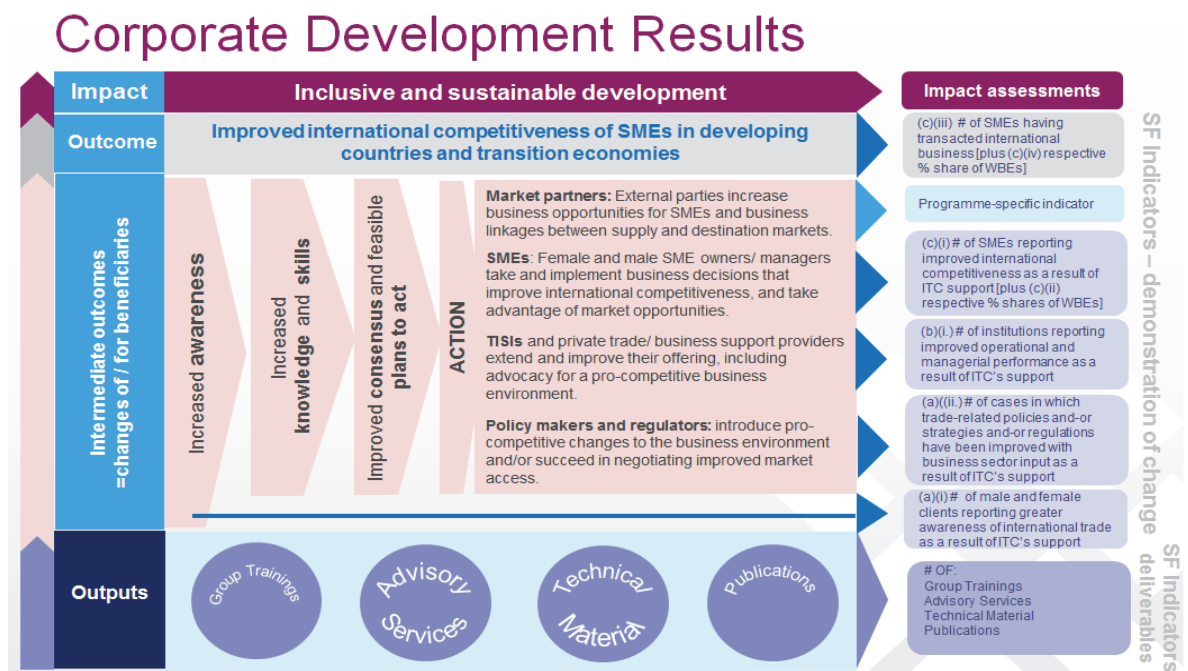 Corporate Development Results
Impact
Inclusive and sustainable development
Impact assessments
Outcome
Improved international competitiveness of SMEs in developing
countries and transition economies
(c)(iii) # of SMEs having
transacted international
business [plus (c)(iv) respective
% share of WBEs]
Intermediate outcomes
=changes of / for beneficiaries
Increased awareness
Increased
knowledge and skills
Improved consensus and feasible
plans to act
ACTION
Market partners: External parties increase
business opportunities for SMEs and business
linkages between supply and destination markets.
SMEs: Female and male SME owners/ managers
take and implement business decisions that
improve international competitiveness, and take
advantage of market opportunities.
TISIs and private trade/ business support providers
extend and improve their offering, including
advocacy for a pro-competitive business
environment.
Policy makers and regulators: introduce pro-
competitive changes to the business environment
and/or succeed in negotiating improved market
access.
Programme-specific indicator
(c)(i) # of SMEs reporting
improved international
competitiveness as a result of
ITC support [plus (c)(ii)
respective % shares of WBEs]
(b)(i.) # of institutions reporting
improved operational and
managerial performance as a
result of ITC's support
(a)((ii.) # of cases in which
trade-related policies and-or
strategies and-or regulations
have been improved with
business sector input as a
result of ITC's support
(a)(i) # of male and female
clients reporting greater
awareness of international trade
as a result of ITC's support
SF Indicators – demonstration of change
Outputs
Group Trainings
Advisory
Services
Technical
Material
Publications
# OF:
Group Trainings
Advisory Services
Technical Material
Publications
SF Indicators
deliverables